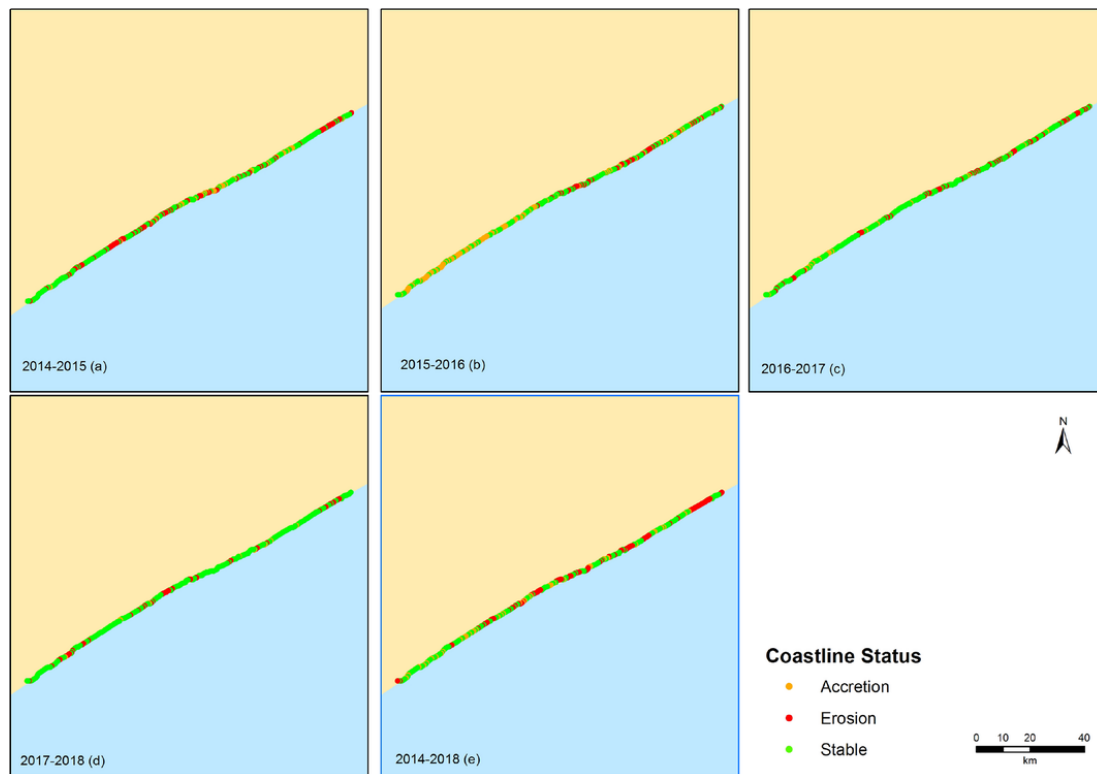 2014-2015 (a)
2015-2016 (b)
2016-2017 (c)
2017-2018 (d)
2014-2018 (e)
N
Coastline Status
Accretion
Erosion
Stable
0 10 20 40
km